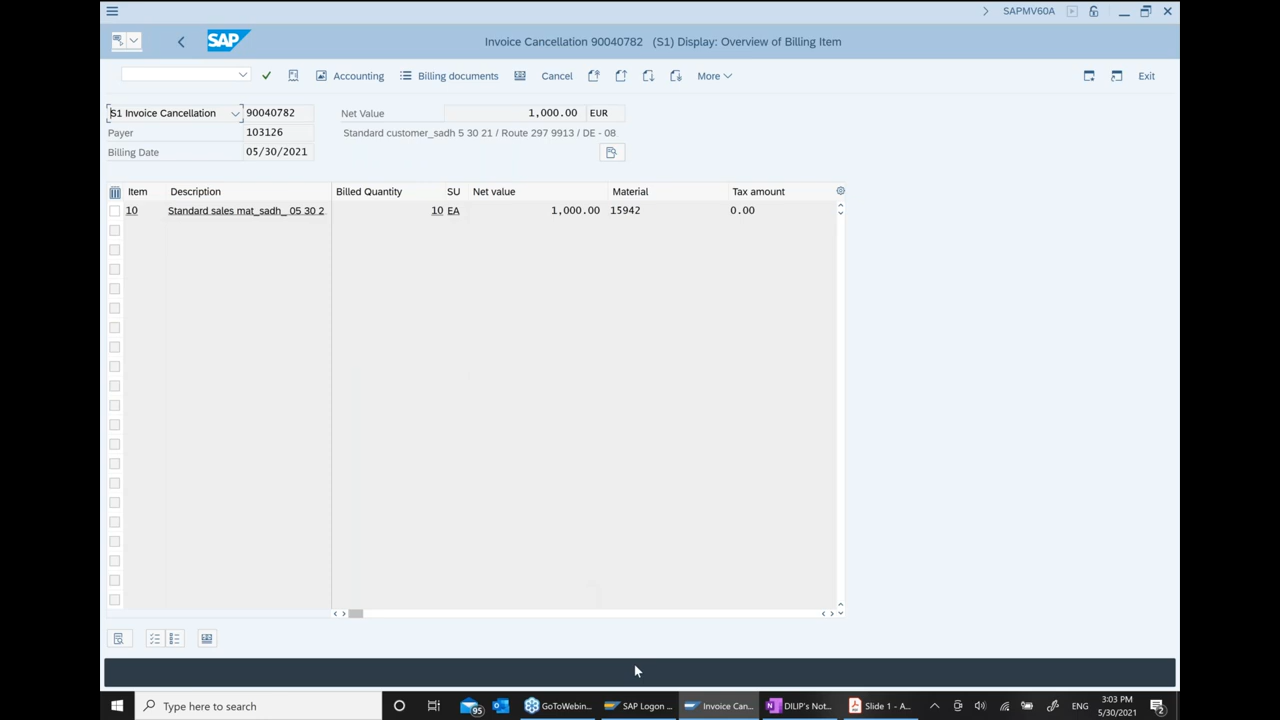 SAPMV60A
SAP
Invoice Cancellation 90040782 (S1) Display: Overview of Billing Item
Accounting Billing documents Cancel More Exit
S1 Invoice Cancellation 90040782 Net Value 1,000.00 EUR
Payer 103126 Standard customer_sadh 5 30 21 / Route 297 9913 / DE - 08
Billing Date 05/30/2021
Item Description Billed Quantity SU Net value Material Tax amount
10 Standard sales mat_sadh_ 05 30 2 10 EA 1,000.00 15942 0.00
Type here to search 95 GoToWebin... SAP Logon ... Invoice Can... DILIP's Not... Slide 1 - A... ENG 3:03 PM
5/30/2021 2